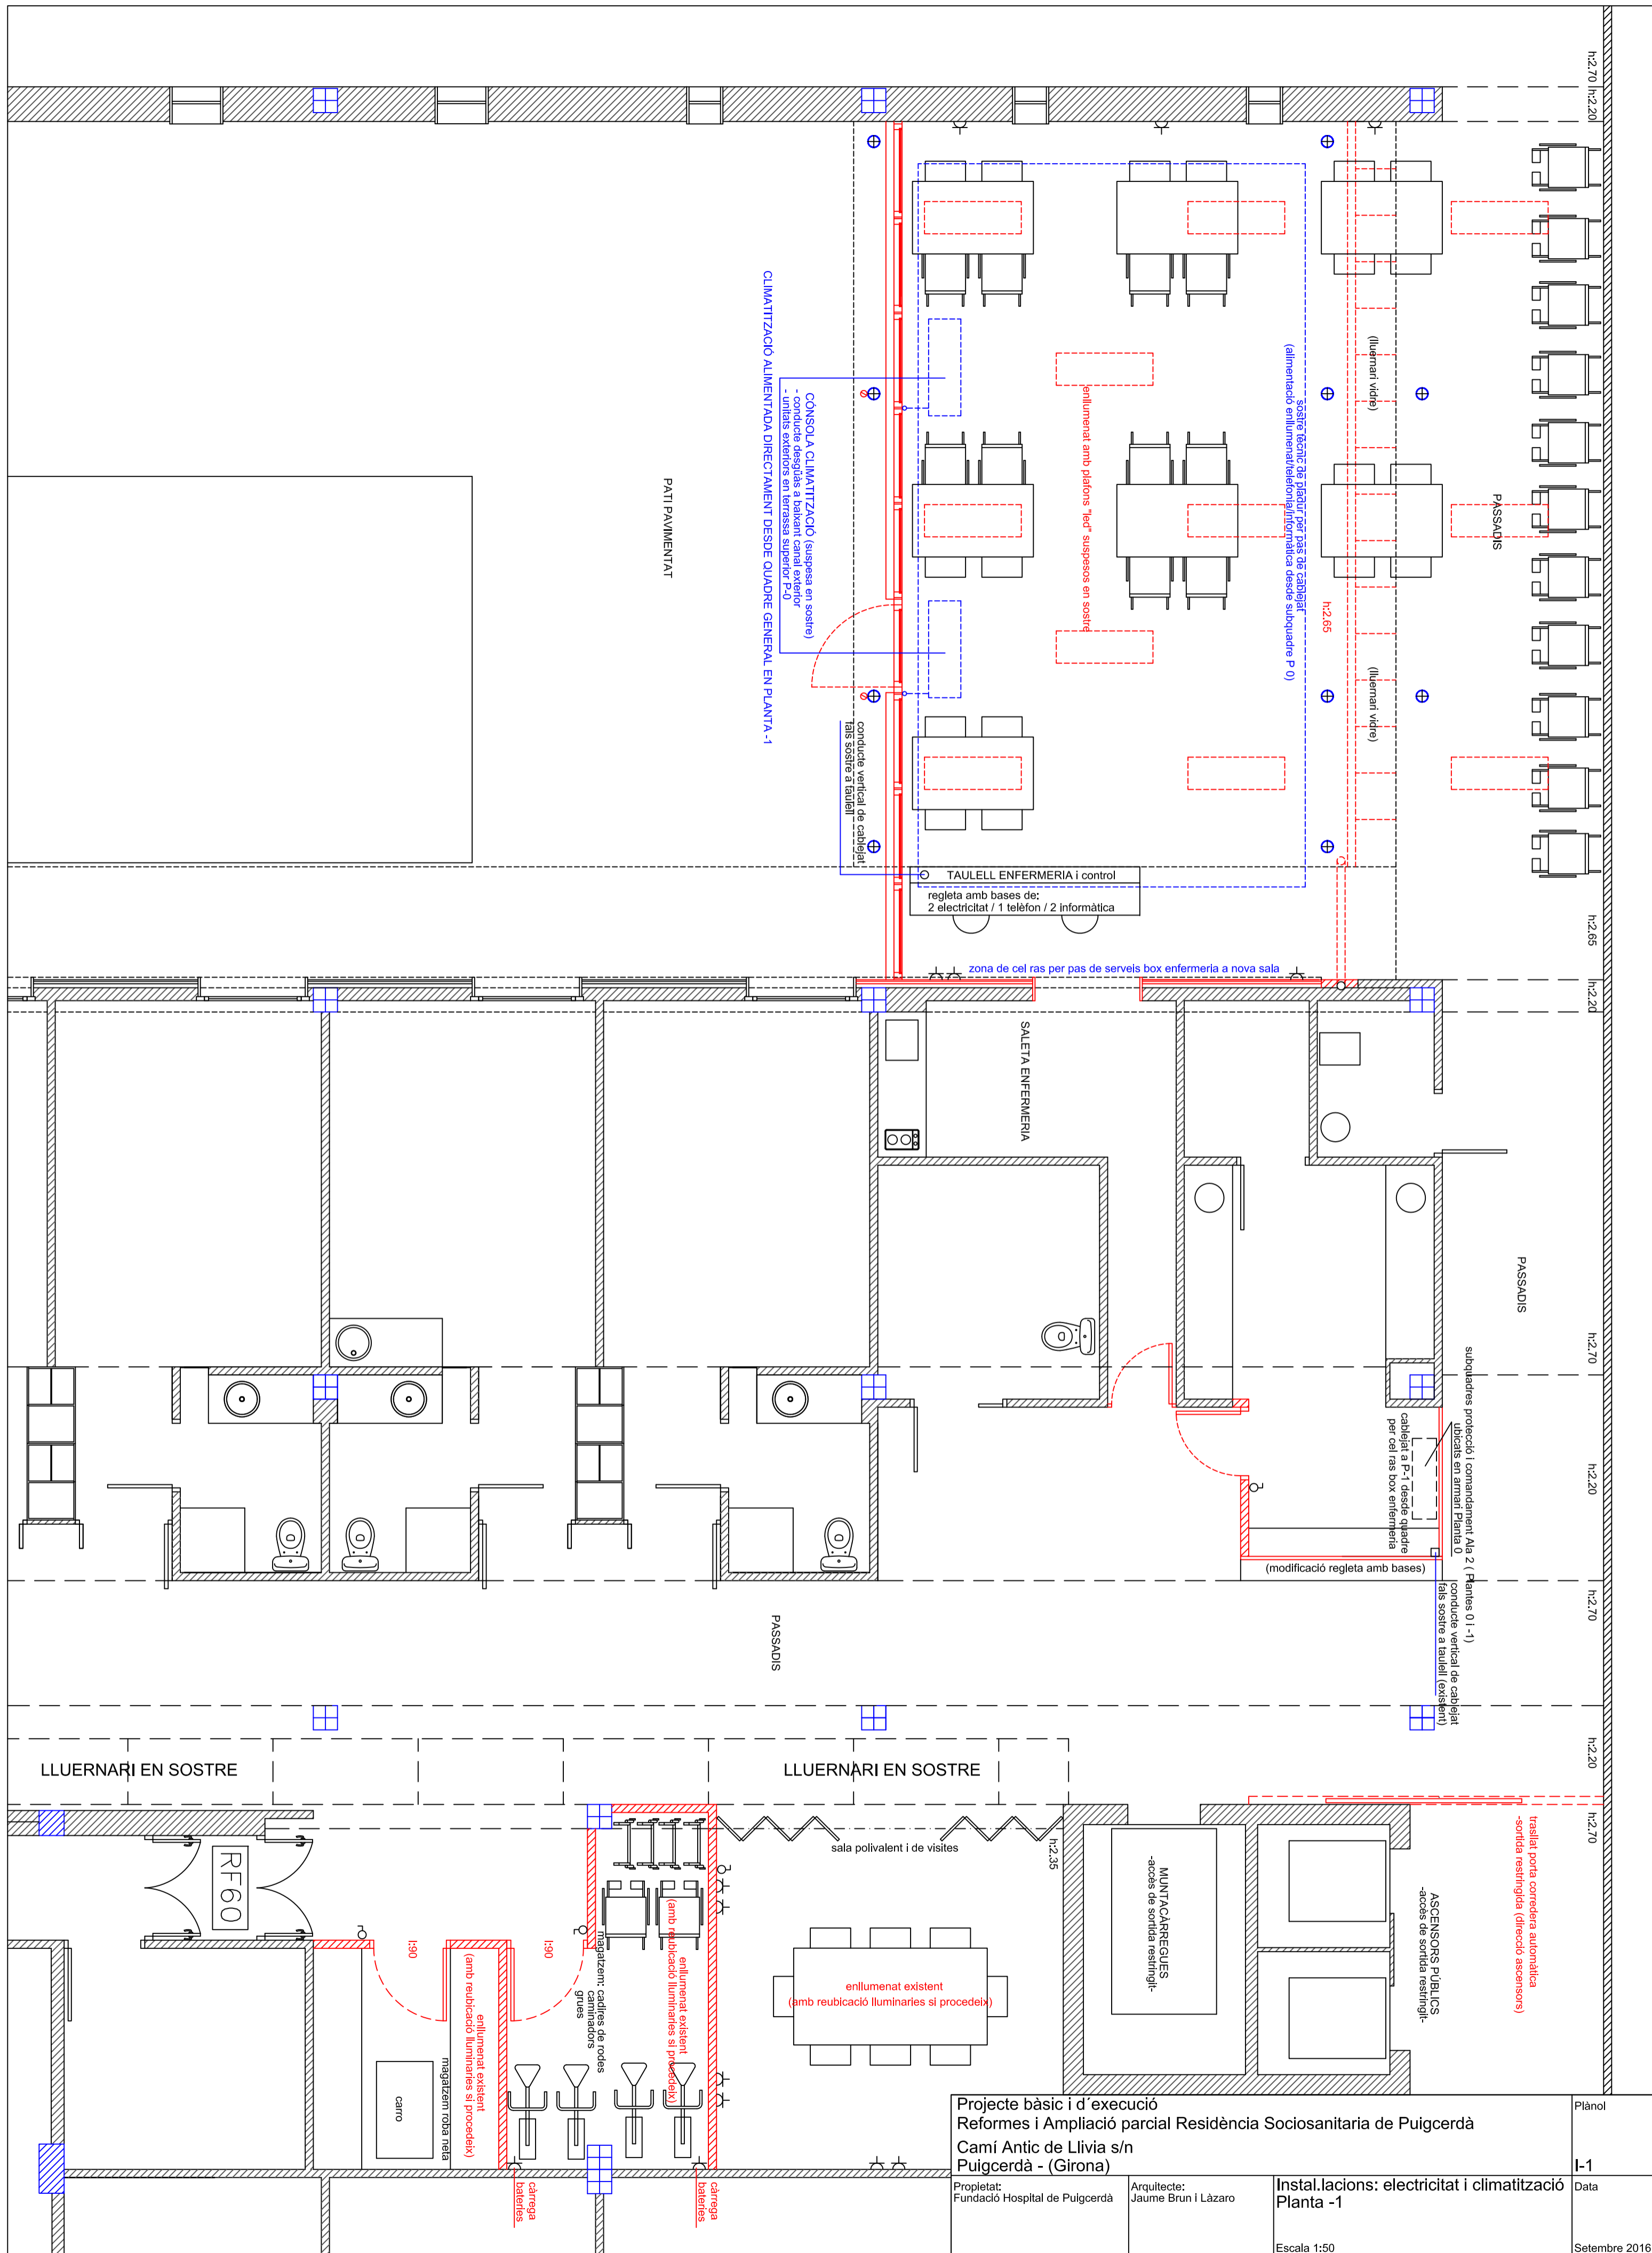 h:2.70
h:2.20
(lluernari vidre)
PASSADIS
(lluernari vidre)
h:2.65
sostre tècnic de pladur per pas de cablejat
(alimentació enllumenat/telefonia/informàtica desde subquadre P 0)
enllumenat amb plafons "led" suspesos en sostre
CÒNSOLA CLIMATITZACIÓ (suspesa en sostre)
- conducte desgüàs a baixant canal exterior
- unitats exteriors en terrassa superior P-0
CLIMATITZACIÓ ALIMENTADA DIRECTAMENT DESDE QUADRE GENERAL EN PLANTA -1
PATI PAVIMENTAT
conducte vertical de cablejat
fals sostre a taulell
TAULELL ENFERMERIA i control
regleta amb bases de:
2 electricitat / 1 telèfon / 2 informàtica
h:2.65
zona de cel ras per pas de serveis box enfermeria a nova sala
h:2.20
SALETA ENFERMERIA
PASSADIS
h:2.70
subquadres protecció i comandament Ala 2 ( Plantes 0 i -1)
ubicats en armari Planta 0
cablejat a P-1 desde quadre
per cel ras box enfermeria
h:2.20
(modificació regleta amb bases)
conducte vertical de cablejat
fals sostre a taulell (existent)
h:2.70
PASSADIS
h:2.20
LLUERNARI EN SOSTRE
LLUERNARI EN SOSTRE
h:2.70
trasllat porta corredera automàtica
-sortida restringida (direcció ascensors)
sala polivalent i de visites
h:2.35
MUNTACÀRREGUES
-accès de sortida restringit-
ASCENSORS PÚBLICS
-accès de sortida restringit-
RF60
l:90
l:90
enllumenat existent
(amb reubicació lluminaries si procedeix)
magatzem: cadires de rodes
caminadors
grues
enllumenat existent
(amb reubicació lluminaries si procedeix)
enllumenat existent
(amb reubicació lluminaries si procedeix)
magatzem roba neta
carro
càrrega
bateries
càrrega
bateries
Projecte bàsic i d´execució
Reformes i Ampliació parcial Residència Sociosanitaria de Puigcerdà
Camí Antic de Llivia s/n
Puigcerdà - (Girona)
Plànol
I-1
Propietat:
Fundació Hospital de Puigcerdà
Arquitecte:
Jaume Brun i Làzaro
Instal.lacions: electricitat i climatització
Planta -1
Escala 1:50
Data
Setembre 2016